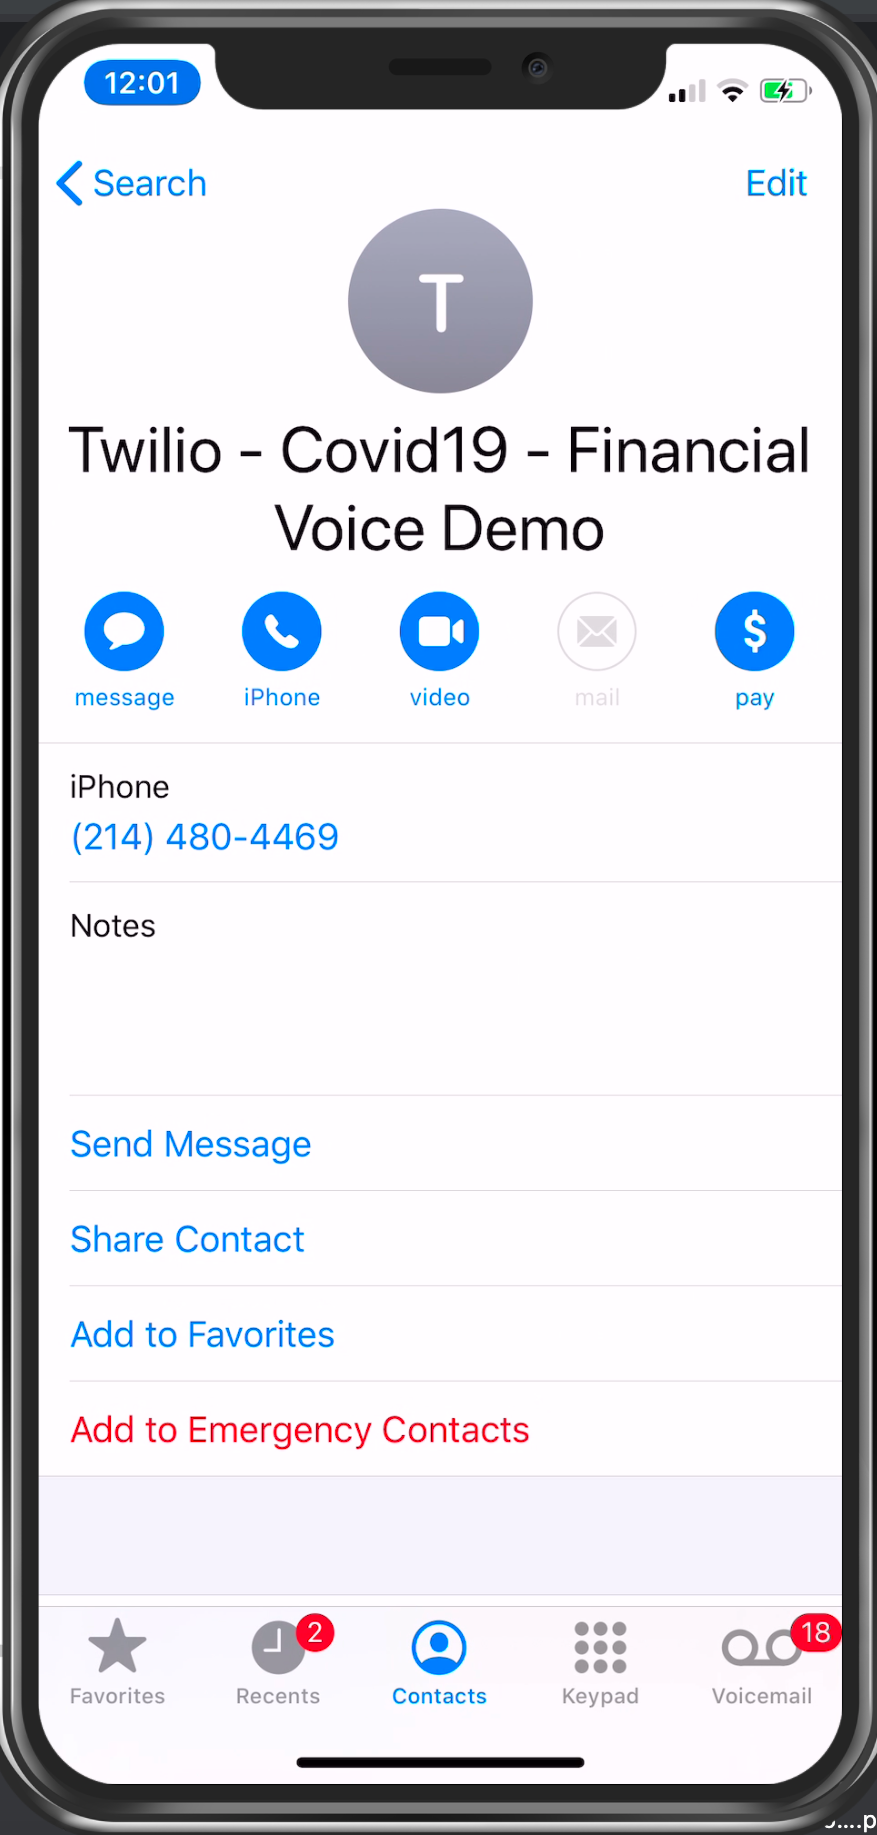 12:01
Search
Edit
T
Twilio - Covid19 - Financial
Voice Demo
message
iPhone
video
mail
pay
iPhone
(214) 480-4469
Notes
Send Message
Share Contact
Add to Favorites
Add to Emergency Contacts
2
18
Favorites
Recents
Contacts
Keypad
Voicemail